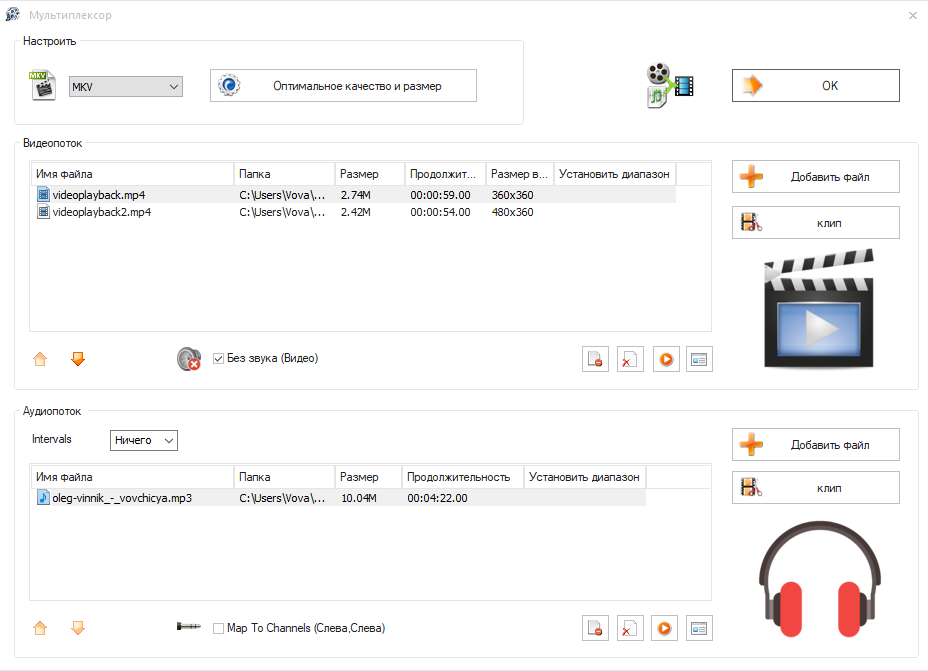 Мультиплексор
Настроить
MKV
MKV
Оптимальное качество и размер
OK
Видеопоток
Имя файла Папка Размер Продолжит... Размер в... Установить диапазон
videoplayback.mp4 C:\Users\Vova\... 2.74M 00:00:59.00 360x360
videoplayback2.mp4 C:\Users\Vova\... 2.42M 00:00:54.00 480x360
Добавить файл
клип
Без звука (Видео)
Аудиопоток
Intervals
Ничего
Имя файла Папка Размер Продолжительность Установить диапазон
oleg-vinnik_-_vovchicya.mp3 C:\Users\Vova\... 10.04M 00:04:22.00
Добавить файл
клип
Map To Channels (Слева,Слева)